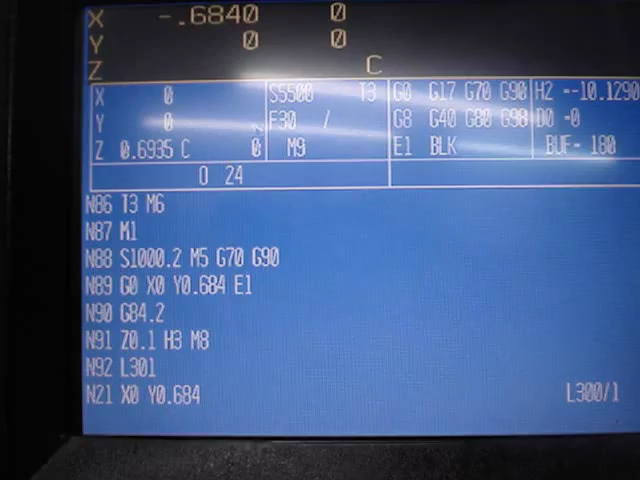 X -.6840 0
Y 0 0
Z C
X 0 S5500 T3 G0 G17 G70 G90 H2 =-10.1290
Y 0 F30 / G8 G40 G80 G98 D0 =0
Z 0.6935 C 0 M9 E1 BLK BUF= 180
O 24
N86 T3 M6
N87 M1
N88 S1000.2 M5 G70 G90
N89 G0 X0 Y0.684 E1
N90 G84.2
N91 Z0.1 H3 M8
N92 L301
N21 X0 Y0.684 L300/1